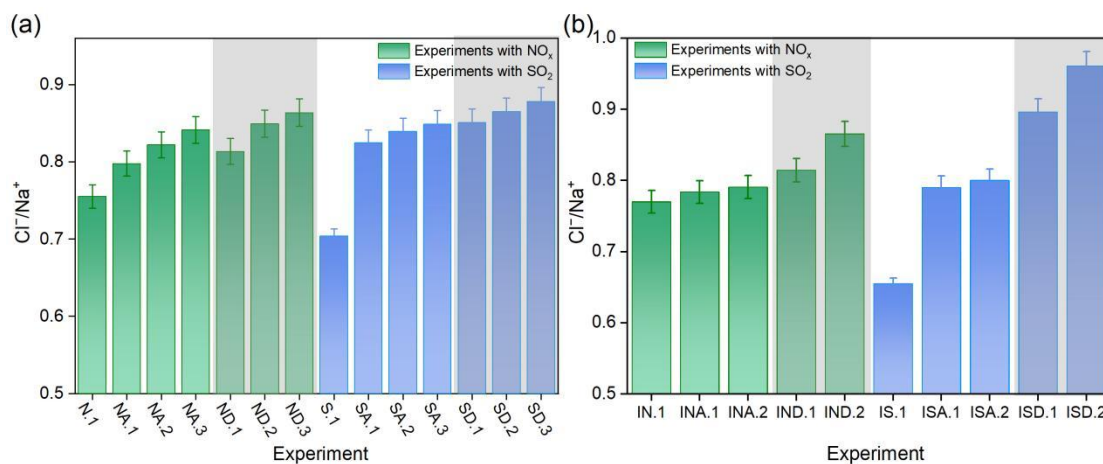 (a)
Experiments with NOₓ
Experiments with SO₂
0.9
0.8
0.7
0.6
0.5
Cl⁻/Na⁺
N.1 NA.1 NA.2 NA.3 ND.1 ND.2 ND.3 S.1 SA.1 SA.2 SA.3 SD.1 SD.2 SD.3
Experiment
(b)
Experiments with NOₓ
Experiments with SO₂
1.0
0.9
0.8
0.7
0.6
0.5
Cl⁻/Na⁺
IN.1 INA.1 INA.2 IND.1 IND.2 IS.1 ISA.1 ISA.2 ISD.1 ISD.2
Experiment